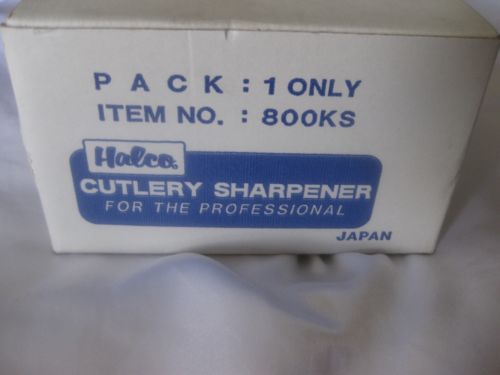 PACK : 1 ONLY
ITEM NO. : 800KS
Halco
CUTLERY SHARPENER
FOR THE PROFESSIONAL
JAPAN